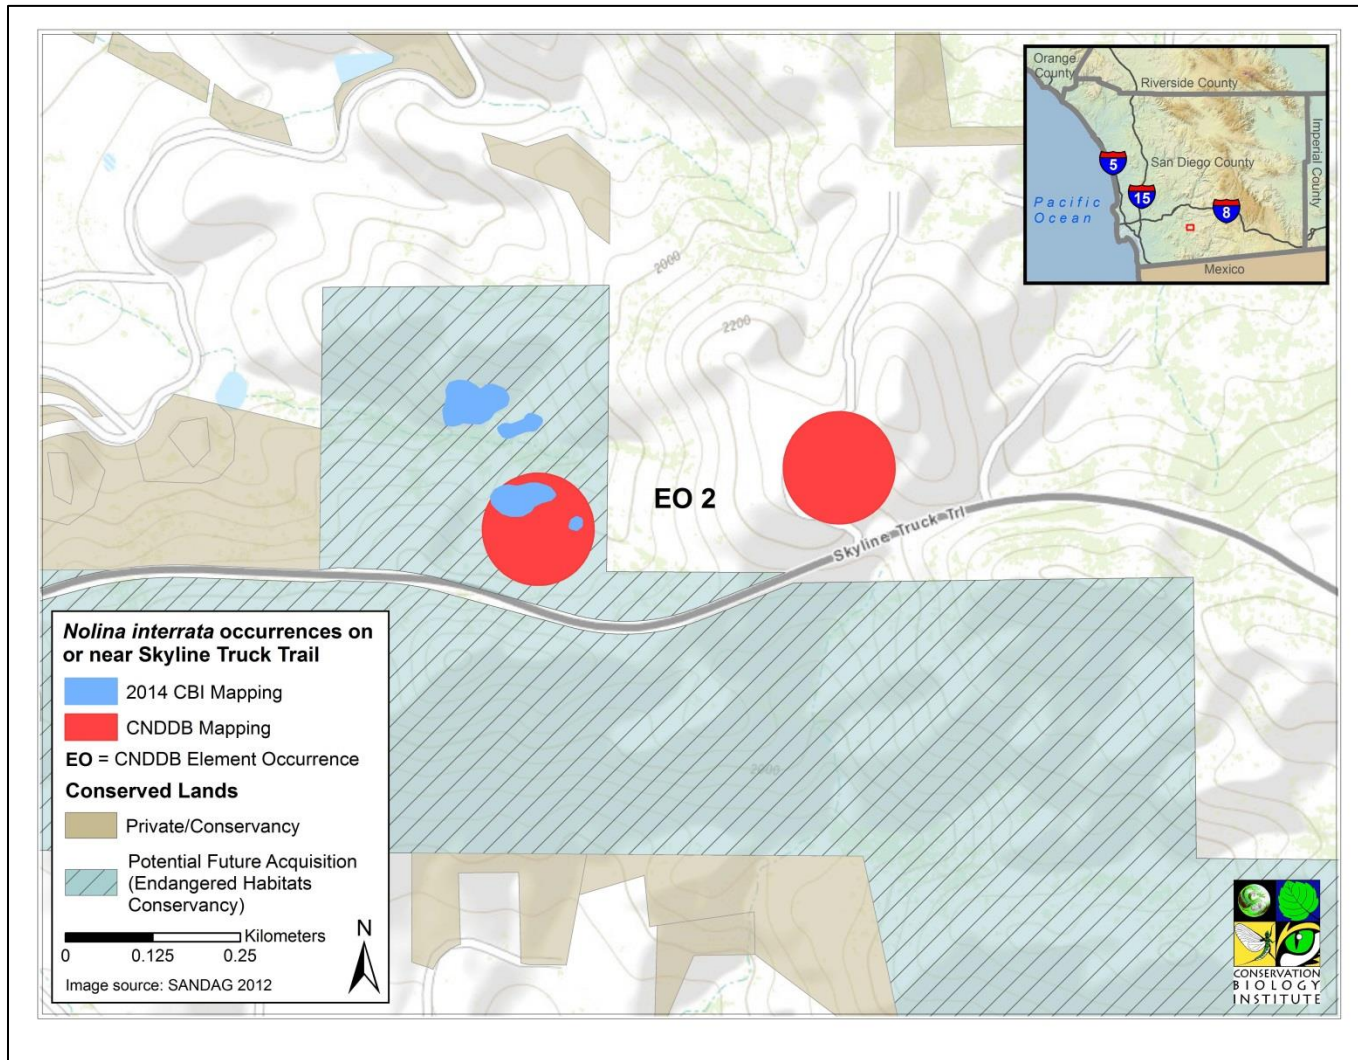 Orange
County
Riverside County
Imperial County
San Diego County
5
15
8
Pacific
Ocean
Mexico
2000
2200
EO 2
Skyline Truck Trl
2000
Nolina interrata occurrences on
or near Skyline Truck Trail
2014 CBI Mapping
CNDDB Mapping
EO = CNDDB Element Occurrence
Conserved Lands
Private/Conservancy
Potential Future Acquisition
(Endangered Habitats
Conservancy)
Kilometers
0 0.125 0.25
N
Image source: SANDAG 2012
CONSERVATION
BIOLOGY
INSTITUTE